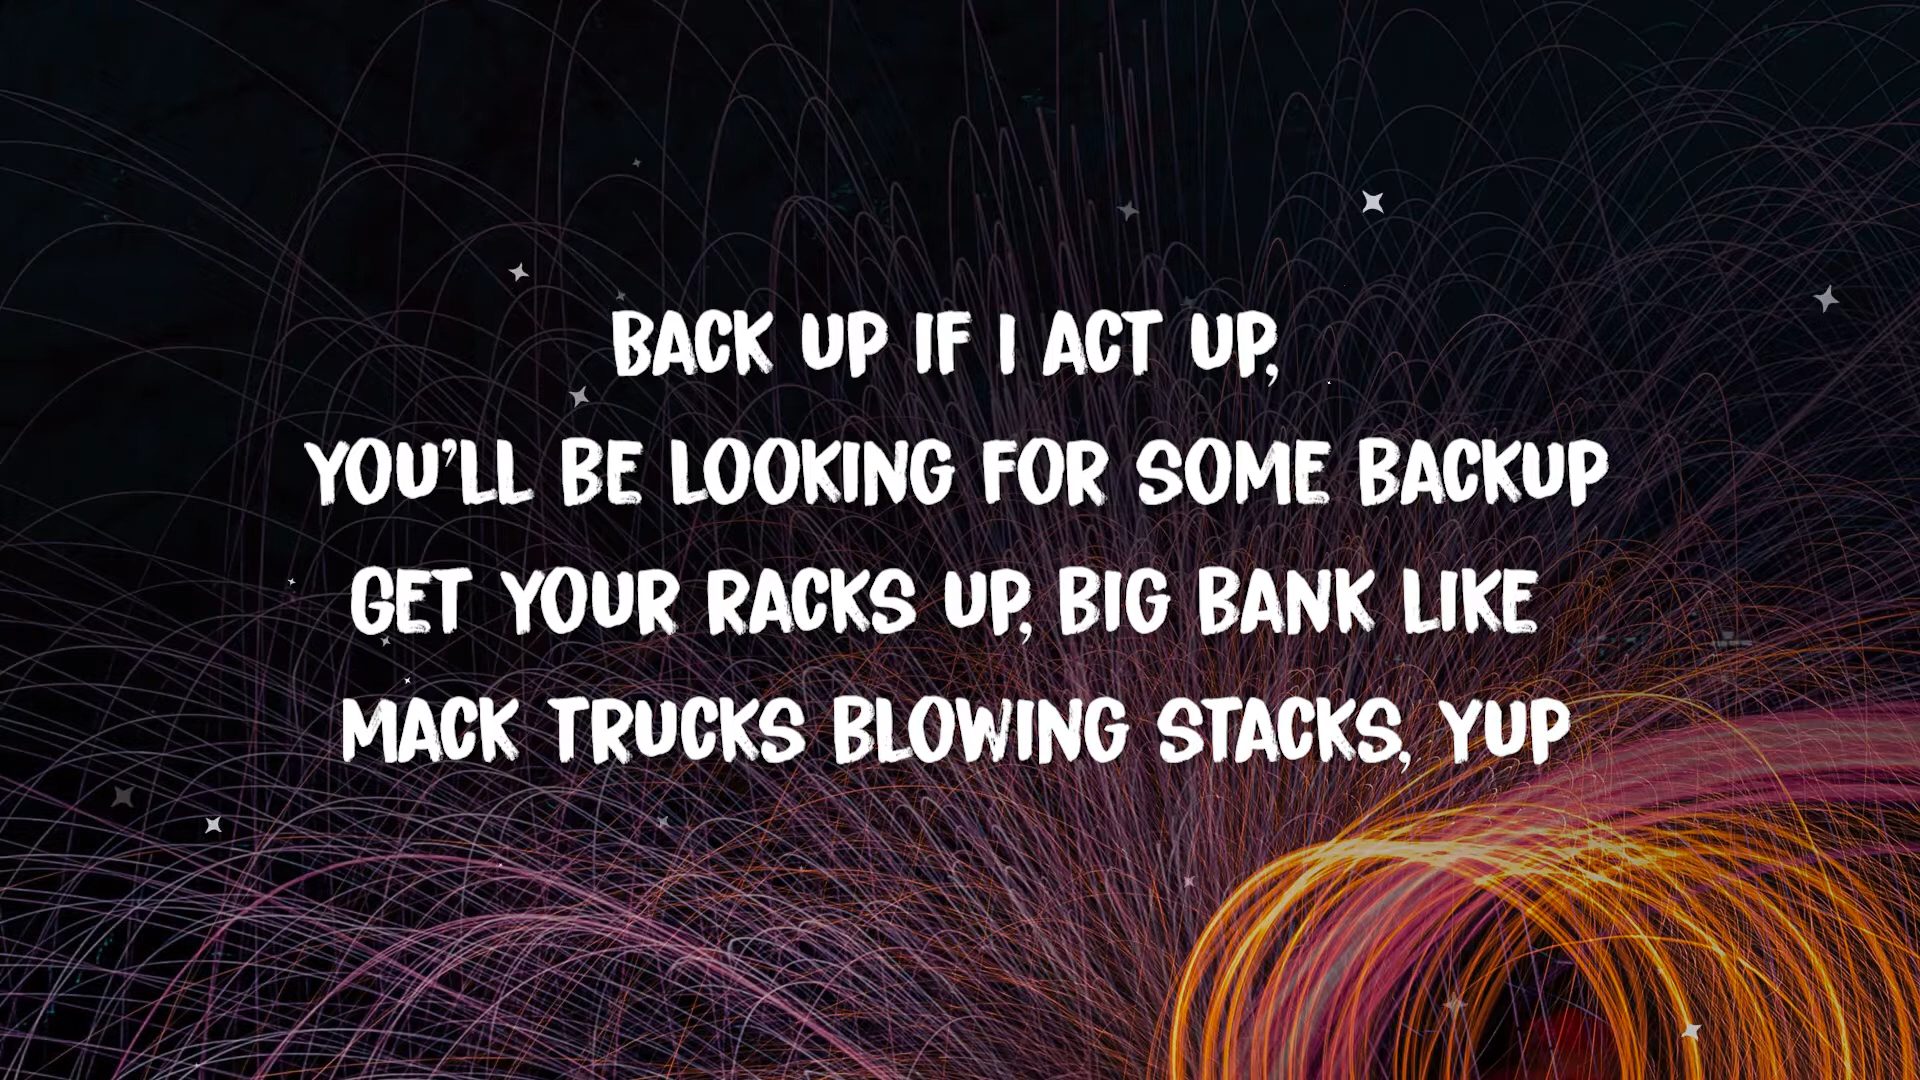 BACK UP IF I ACT UP,
YOU'LL BE LOOKING FOR SOME BACKUP
GET YOUR RACKS UP, BIG BANK LIKE
MACK TRUCKS BLOWING STACKS, YUP